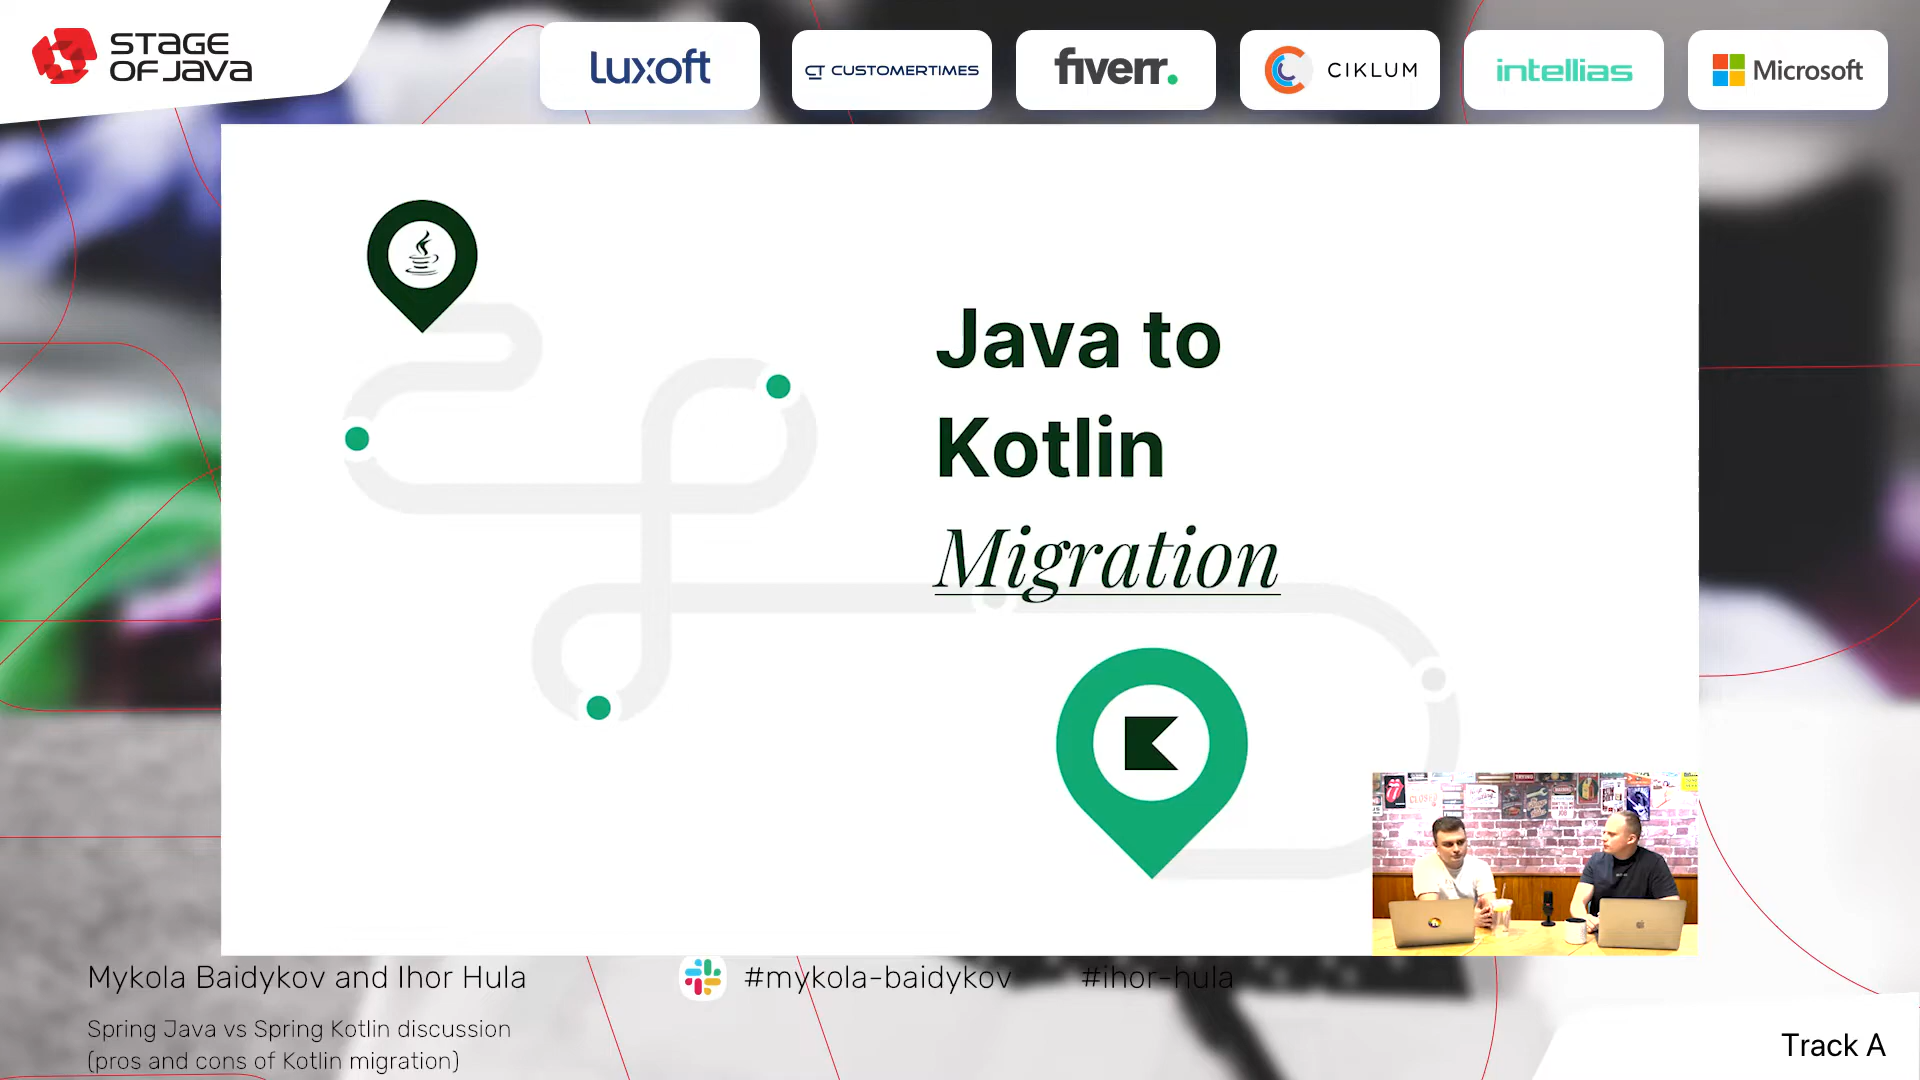 STAGE
OF JAVA
luxoft
CT CUSTOMERTIMES
fiverr.
CIKLUM
intellias
Microsoft
Java to
Kotlin
Migration
Mykola Baidykov and Ihor Hula
#mykola-baidykov
#ihor-hula
Spring Java vs Spring Kotlin discussion
(pros and cons of Kotlin migration)
Track A